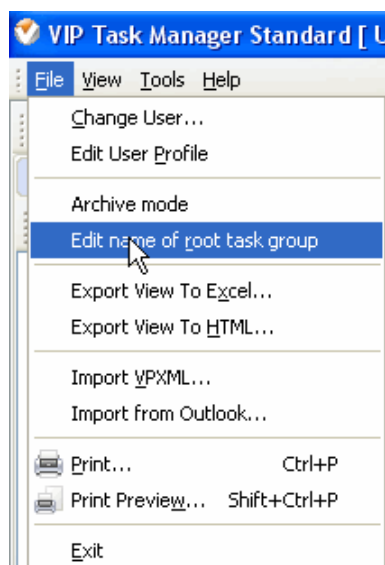 VIP Task Manager Standard [ U
File View Tools Help
Change User...
Edit User Profile
Archive mode
Edit name of root task group
Export View To Excel...
Export View To HTML...
Import VPXML...
Import from Outlook...
Print... Ctrl+P
Print Preview... Shift+Ctrl+P
Exit